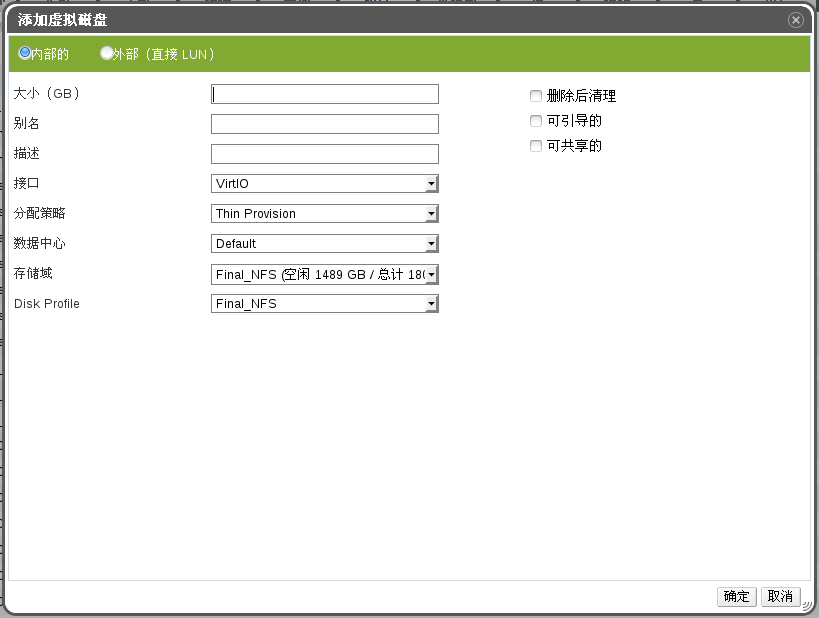 添加虚拟磁盘
内部的 外部（直接 LUN）
大小（GB）
删除后清理
别名
可引导的
描述
可共享的
接口 VirtIO
分配策略 Thin Provision
数据中心 Default
存储域 Final_NFS (空闲 1489 GB / 总计 180
Disk Profile Final_NFS
确定 取消